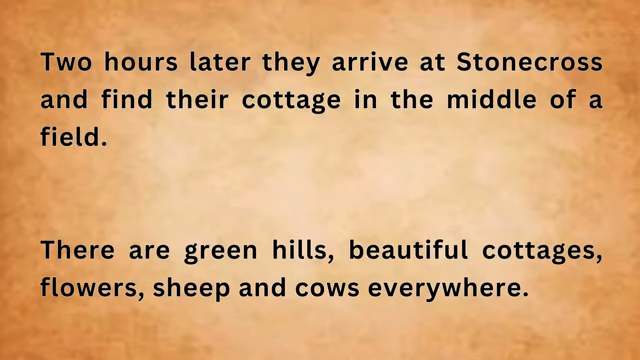 Two hours later they arrive at Stonecross
and find their cottage in the middle of a
field.
There are green hills, beautiful cottages,
flowers, sheep and cows everywhere.